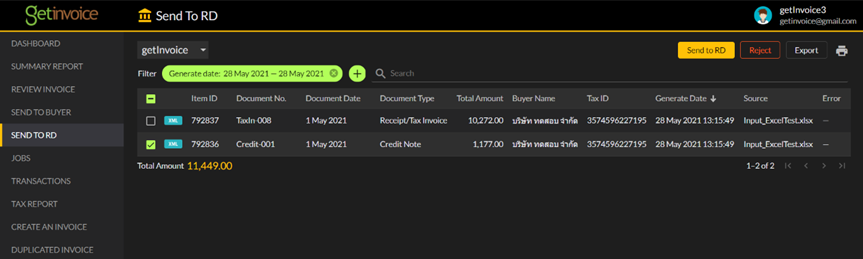 Getinvoice
Send To RD
getInvoice3
getinvoice@gmail.com
DASHBOARD
SUMMARY REPORT
REVIEW INVOICE
SEND TO BUYER
SEND TO RD
JOBS
TRANSACTIONS
TAX REPORT
CREATE AN INVOICE
DUPLICATED INVOICE
getInvoice
Send to RD Reject Export
Filter Generate date: 28 May 2021 — 28 May 2021 + Search
Item ID Document No. Document Date Document Type Total Amount Buyer Name Tax ID Generate Date Source Error
XML 792837 TaxIn-008 1 May 2021 Receipt/Tax Invoice 10,272.00 บริษัท ทดสอบ จำกัด 3574596227195 28 May 2021 13:15:49 Input_ExcelTest.xlsx —
XML 792836 Credit-001 1 May 2021 Credit Note 1,177.00 บริษัท ทดสอบ จำกัด 3574596227195 28 May 2021 13:15:49 Input_ExcelTest.xlsx —
Total Amount 11,449.00 1–2 of 2